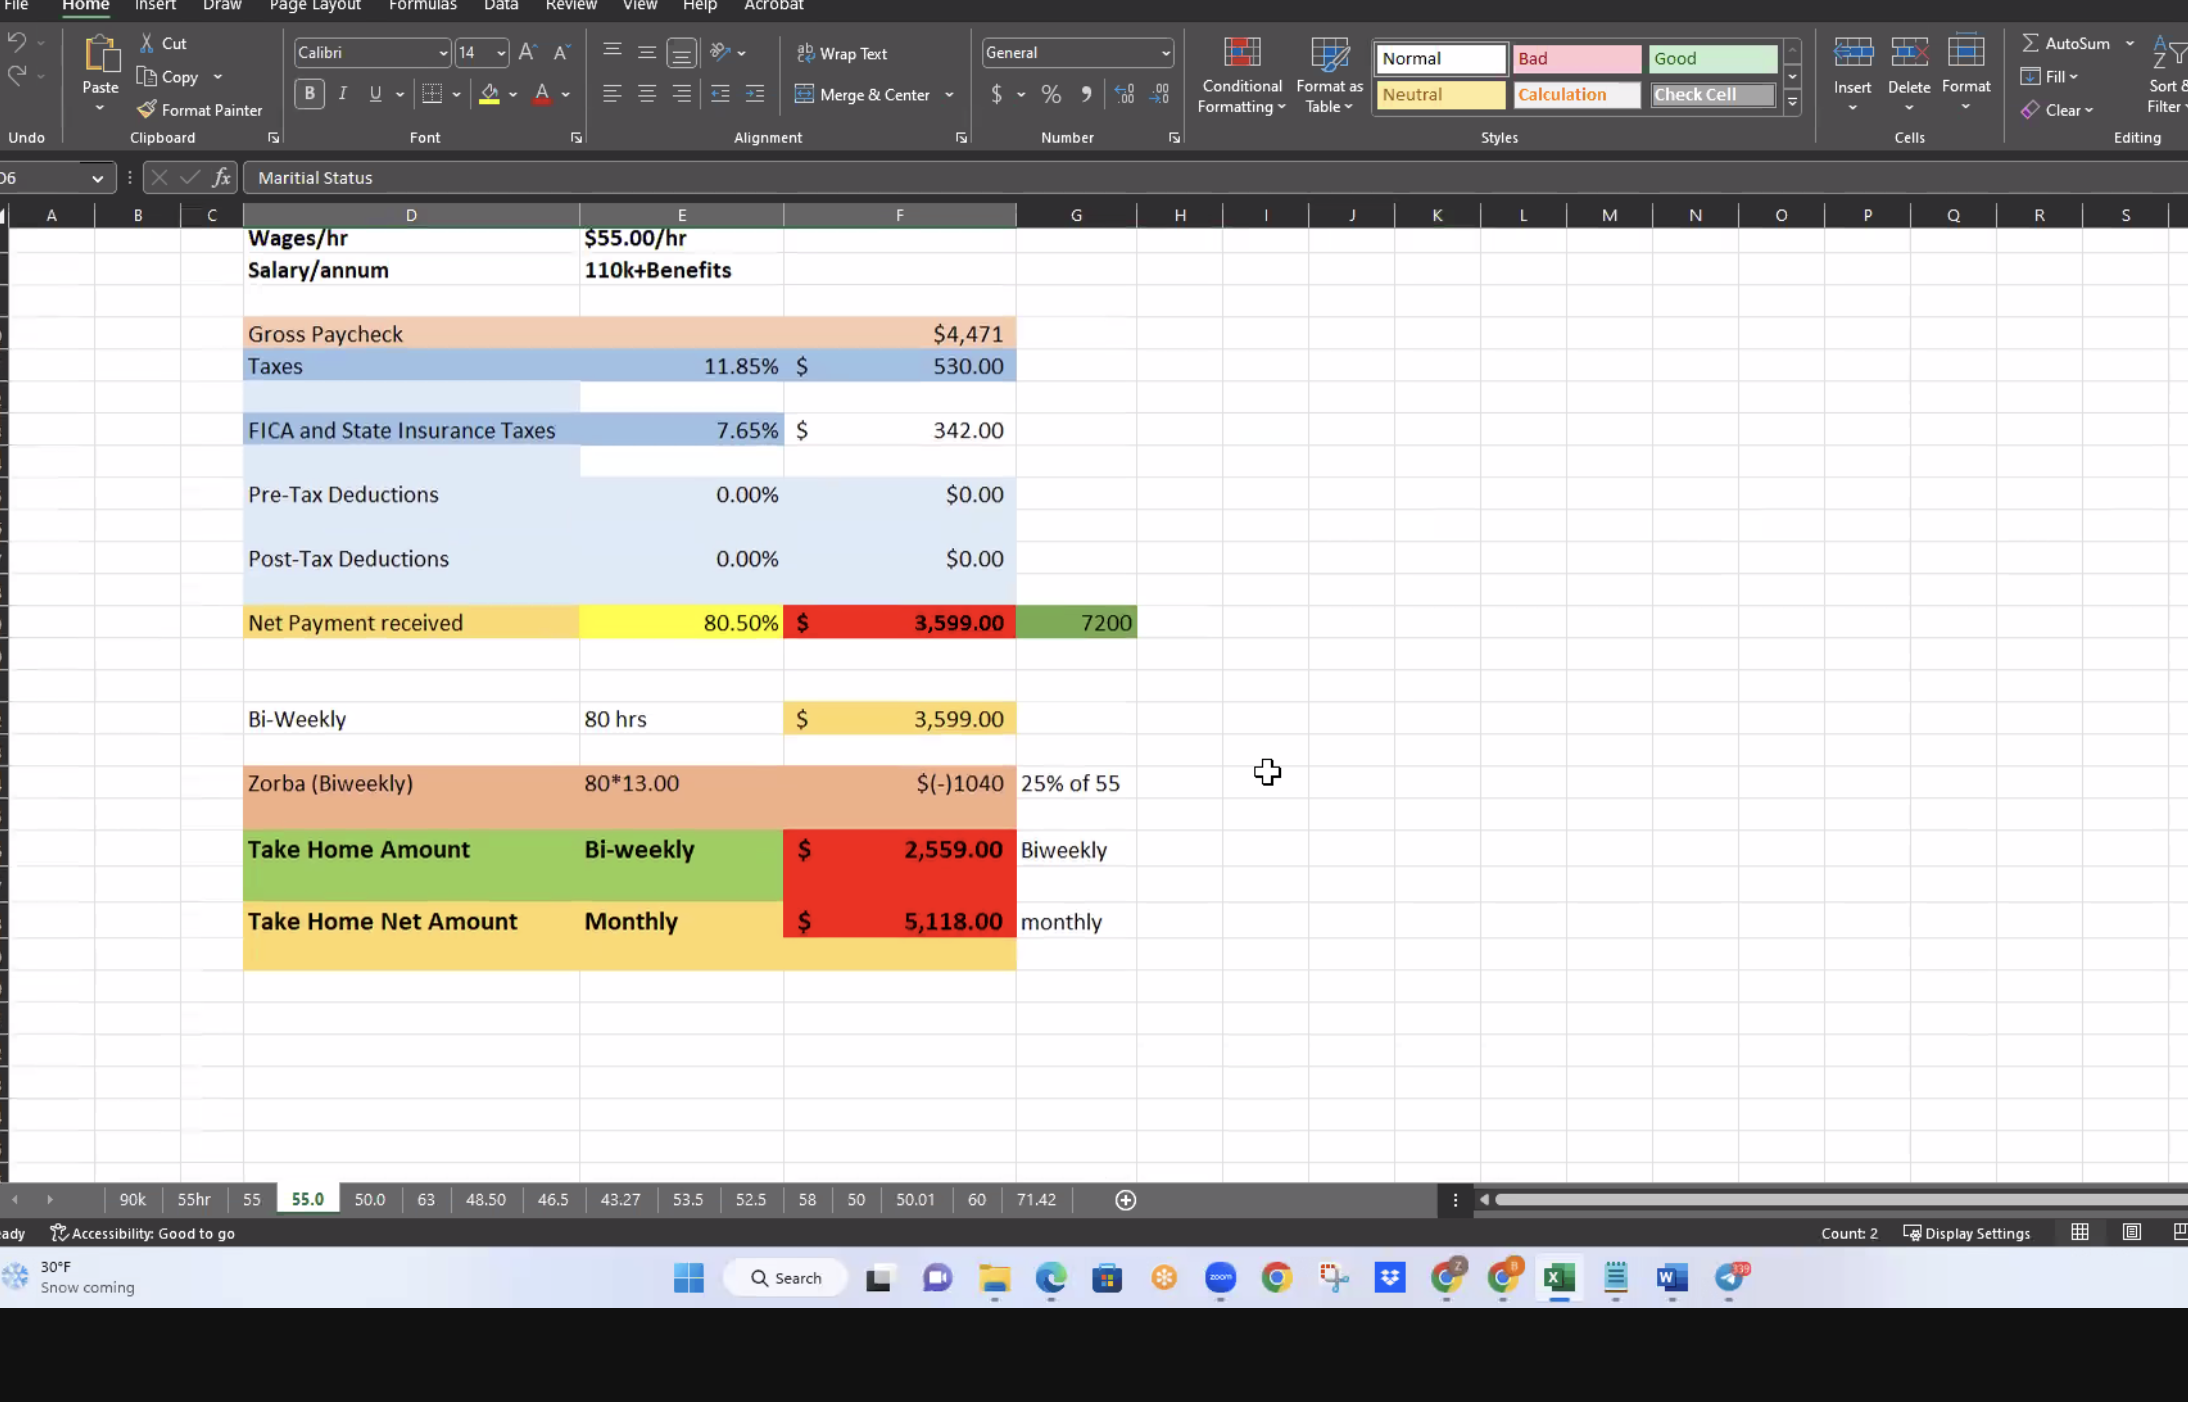 File Home Insert Draw Page Layout Formulas Data Review View Help Acrobat
Cut
Copy
Format Painter
Paste
Calibri 14
B I U
Wrap Text
Merge & Center
General
$ %
Conditional Formatting
Format as Table
Normal Bad Good
Neutral Calculation Check Cell
Insert Delete Format
AutoSum
Fill
Clear
Sort &
Filter
Undo Clipboard Font Alignment Number Styles Cells Editing
D6 fx Maritial Status
A B C D E F G H I J K L M N O P Q R S
Wages/hr $55.00/hr
Salary/annum 110k+Benefits
Gross Paycheck $4,471
Taxes 11.85% $ 530.00
FICA and State Insurance Taxes 7.65% $ 342.00
Pre-Tax Deductions 0.00% $0.00
Post-Tax Deductions 0.00% $0.00
Net Payment received 80.50% $ 3,599.00 7200
Bi-Weekly 80 hrs $ 3,599.00
Zorba (Biweekly) 80*13.00 $(-)1040 25% of 55
Take Home Amount Bi-weekly $ 2,559.00 Biweekly
Take Home Net Amount Monthly $ 5,118.00 monthly
90k 55hr 55 55.0 50.0 63 48.50 46.5 43.27 53.5 52.5 58 50 50.01 60 71.42
Accessibility: Good to go Count: 2 Display Settings
30°F
Snow coming
Search
zoom